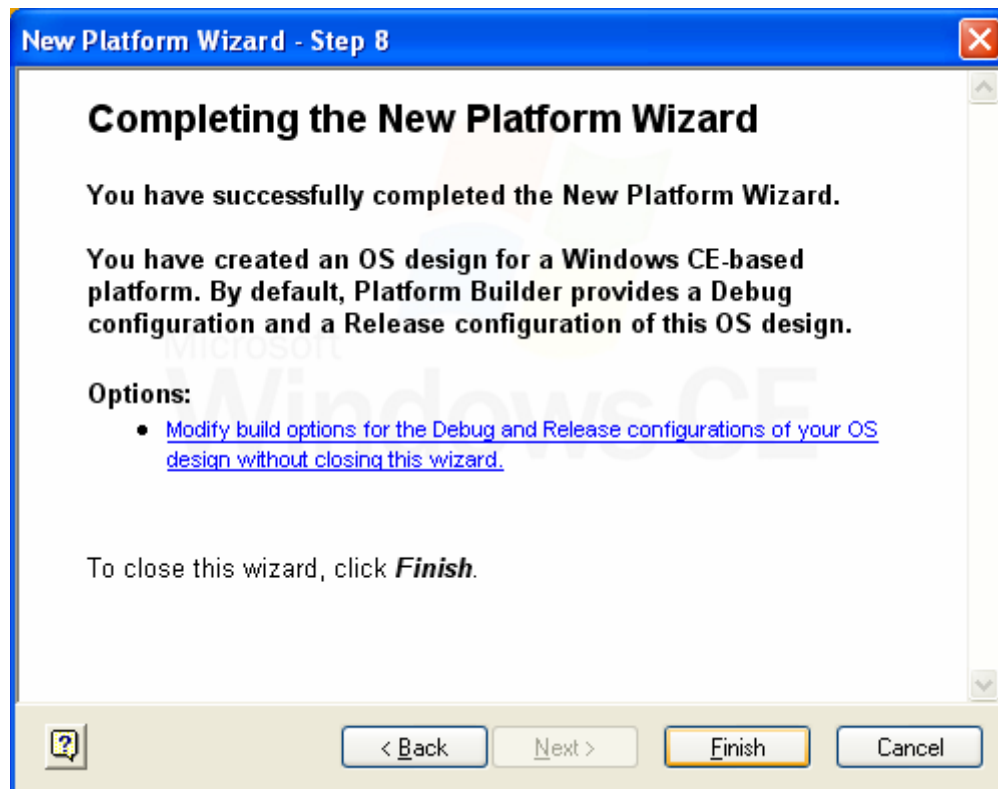 New Platform Wizard - Step 8
Completing the New Platform Wizard
You have successfully completed the New Platform Wizard.
You have created an OS design for a Windows CE-based
platform. By default, Platform Builder provides a Debug
configuration and a Release configuration of this OS design.
Microsoft
Windows CE
Options:
• Modify build options for the Debug and Release configurations of your OS
design without closing this wizard.
To close this wizard, click Finish.
?
< Back
Next >
Finish
Cancel